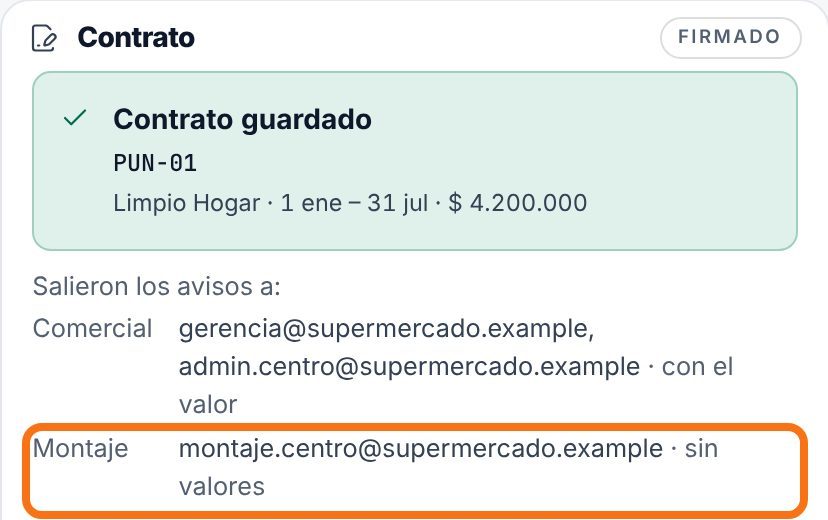 Contrato
FIRMADO
Contrato guardado
PUN-01
Limpio Hogar · 1 ene – 31 jul · $ 4.200.000
Salieron los avisos a:
Comercial gerencia@supermercado.example,
admin.centro@supermercado.example · con el
valor
Montaje montaje.centro@supermercado.example · sin
valores